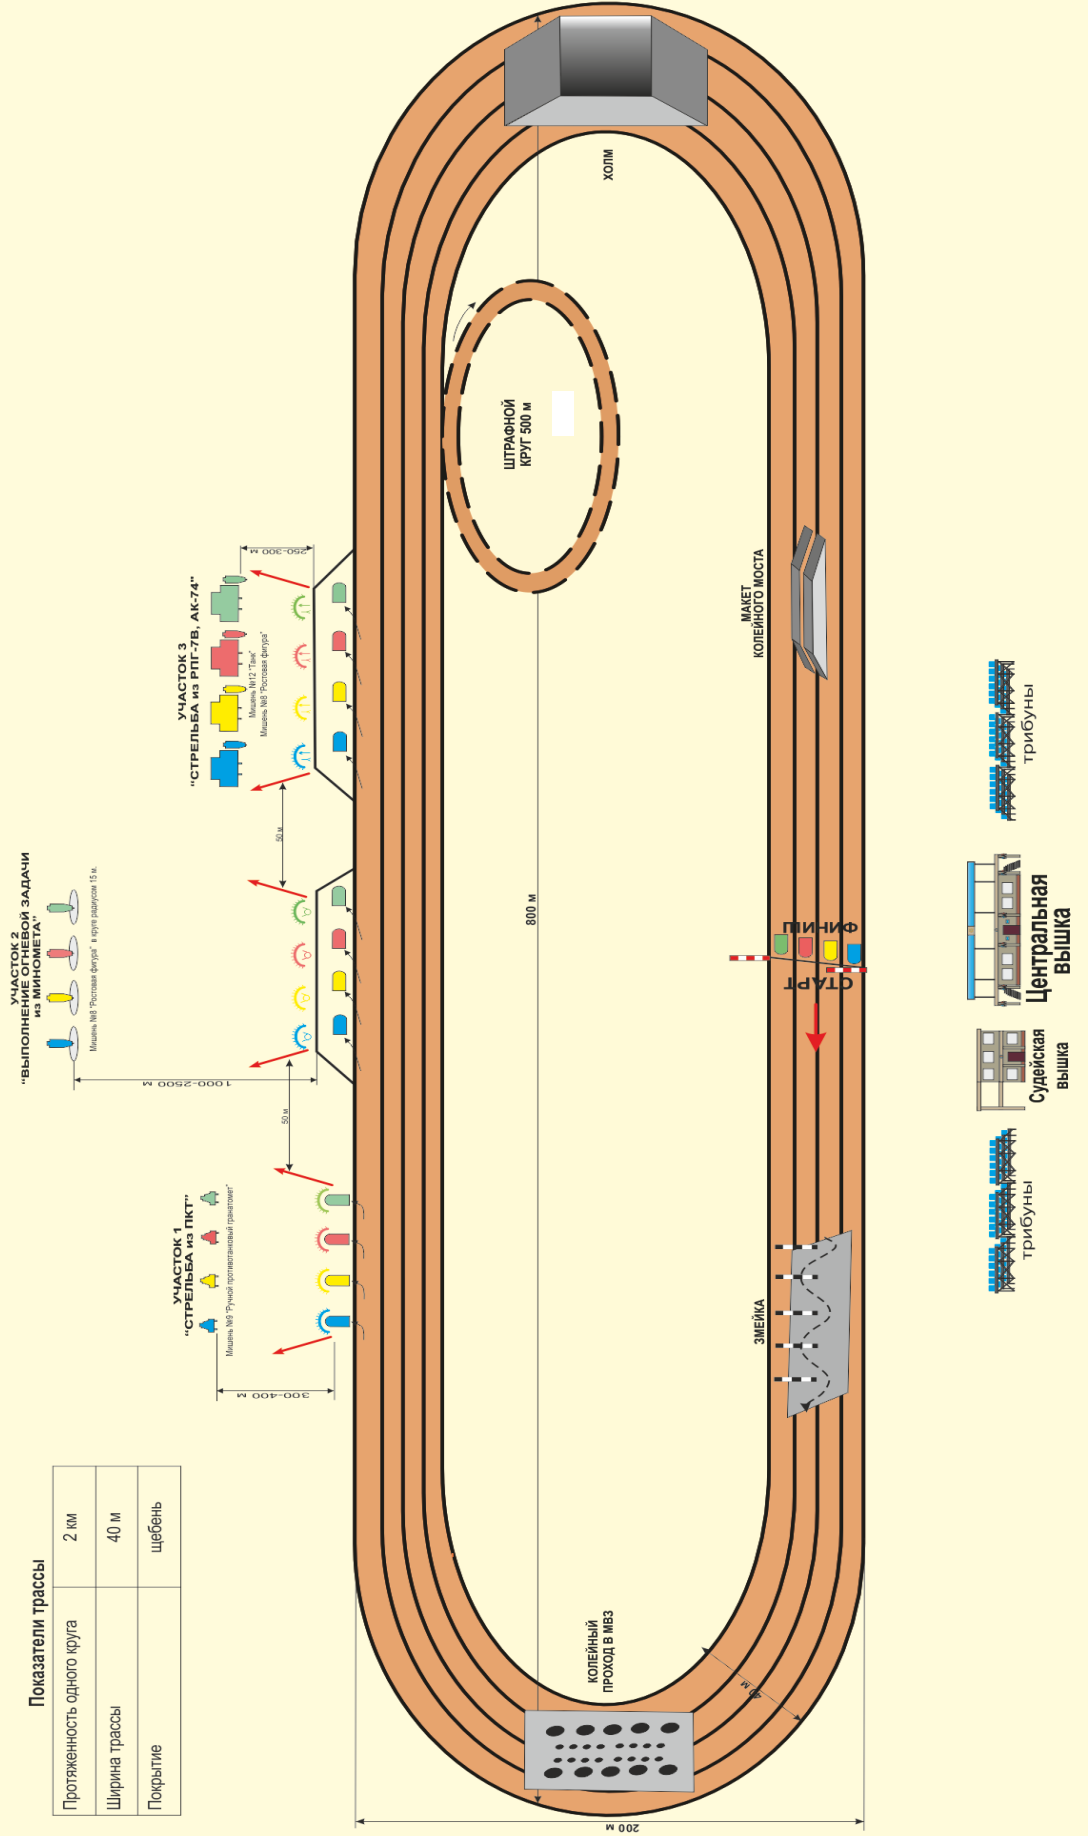 Показатели трассы
Протяженность одного круга 2 км
Ширина трассы 40 м
Покрытие щебень
УЧАСТОК 1
"СТРЕЛЬБА из ПКТ"
Мишень №9 "Ручной противотанковый гранатомет"
300-400 М
50 м
УЧАСТОК 2
"ВЫПОЛНЕНИЕ ОГНЕВОЙ ЗАДАЧИ
из МИНОМЕТА"
Мишень №8 "Ростовая фигура" в круге радиусом 15 м.
1000-2500 М
50 м
УЧАСТОК 3
"СТРЕЛЬБА из РПГ-7В, АК-74"
Мишень №12 "Танк"
Мишень №8 "Ростовая фигура"
250-300 М
ШТРАФНОЙ
КРУГ 500 м
ХОЛМ
800 м
КОЛЕЙНЫЙ
ПРОХОД В МВЗ
40 м
200 м
ЗМЕЙКА
СТАРТ
ФИНИШ
МАКЕТ
КОЛЕЙНОГО МОСТА
трибуны
Судейская
вышка
Центральная
вышка
трибуны